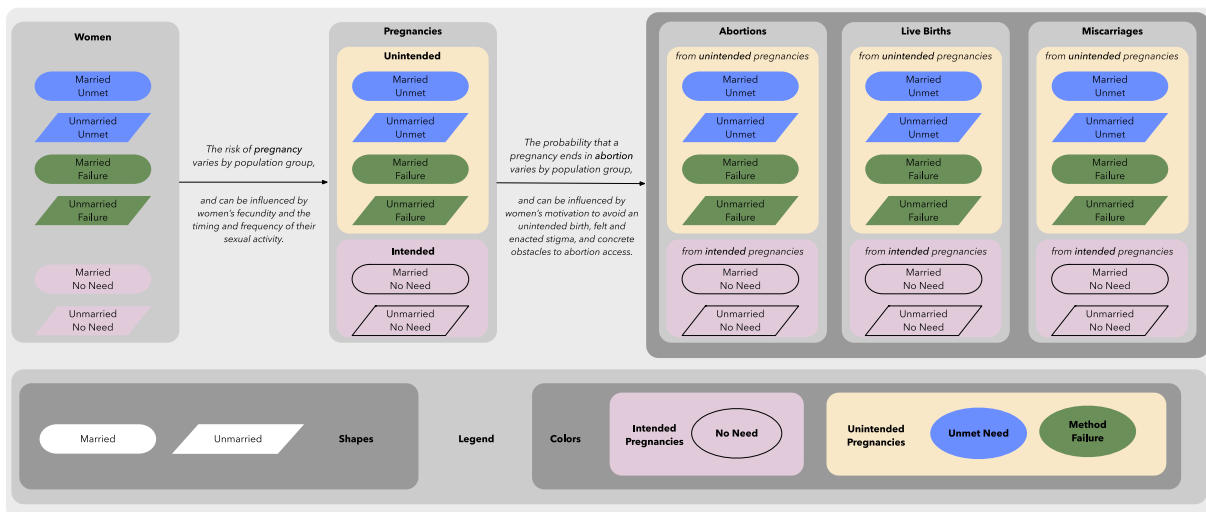 Women
Married
Unmet
Unmarried
Unmet
Married
Failure
Unmarried
Failure
Married
No Need
Unmarried
No Need
The risk of pregnancy
varies by population group,
and can be influenced by
women's fecundity and the
timing and frequency of their
sexual activity.
Pregnancies
Unintended
Married
Unmet
Unmarried
Unmet
Married
Failure
Unmarried
Failure
Intended
Married
No Need
Unmarried
No Need
The probability that a
pregnancy ends in abortion
varies by population group,
and can be influenced by
women's motivation to avoid an
unintended birth, felt and
enacted stigma, and concrete
obstacles to abortion access.
Abortions
from unintended pregnancies
Married
Unmet
Unmarried
Unmet
Married
Failure
Unmarried
Failure
from intended pregnancies
Married
No Need
Unmarried
No Need
Live Births
from unintended pregnancies
Married
Unmet
Unmarried
Unmet
Married
Failure
Unmarried
Failure
from intended pregnancies
Married
No Need
Unmarried
No Need
Miscarriages
from unintended pregnancies
Married
Unmet
Unmarried
Unmet
Married
Failure
Unmarried
Failure
from intended pregnancies
Married
No Need
Unmarried
No Need
Married
Unmarried
Shapes
Legend
Colors
Intended
Pregnancies
No Need
Unintended
Pregnancies
Unmet Need
Method
Failure